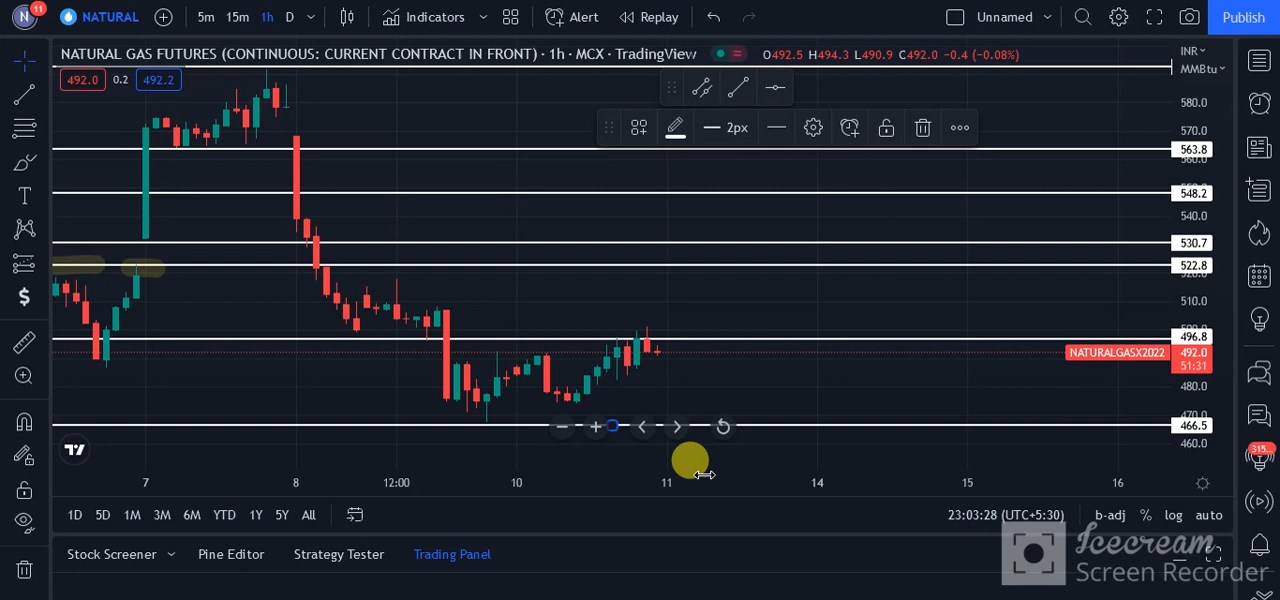 N 11 NATURAL 5m 15m 1h D Indicators Alert Replay Unnamed Publish
NATURAL GAS FUTURES (CONTINUOUS: CURRENT CONTRACT IN FRONT) · 1h · MCX · TradingView O492.5 H494.3 L490.9 C492.0 -0.4 (-0.08%) INR
MMBtu
492.0 0.2 492.2
580.0
2px
570.0
563.8
560.0
548.2
540.0
530.7
522.8
510.0
496.8
NATURALGASX2022 492.0
51:31
480.0
466.5
460.0
7 8 12:00 10 11 14 15 16
1D 5D 1M 3M 6M YTD 1Y 5Y All 23:03:28 (UTC+5:30) b-adj % log auto
Stock Screener Pine Editor Strategy Tester Trading Panel
Icecream
Screen Recorder